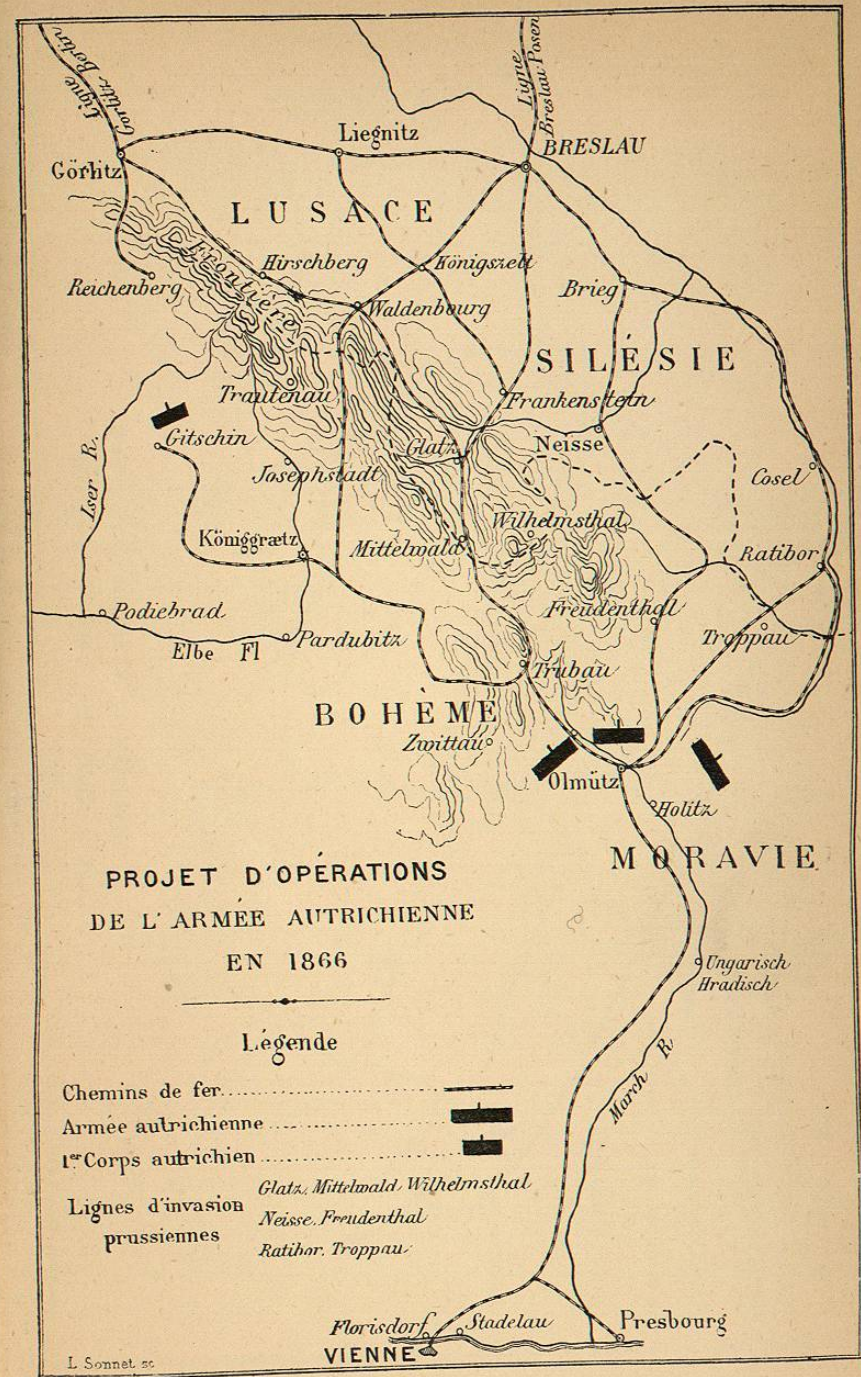 Ligne
Görlitz-Berlin
Ligne
Breslau-Posen
Liegnitz
BRESLAU
Görlitz
LUSACE
Frontière
Hirschberg
Königszelt
Reichenberg
Brieg
Waldenbourg
SILÉSIE
Trautenau
Frankenstein
Gitschin
Neisse
Glatz
Josephstadt
Cosel
Iser R.
Wilhelmsthal
Königgrætz
Mittelwald
Ratibor
Freudenthal
Podiebrad
Troppau
Pardubitz
Elbe Fl
Trubau
BOHÈME
Zwittau
Olmütz
Holitz
MORAVIE
PROJET D'OPÉRATIONS
DE L'ARMÉE AUTRICHIENNE
EN 1866
Ungarisch
Hradisch
Légende
March R
Chemins de fer
Armée autrichienne
1er Corps autrichien
Lignes d'invasion
prussiennes
Glatz, Mittelwald, Wilhelmsthal
Neisse, Freudenthal
Ratibor, Troppau
Florisdorf
Stadelau
Presbourg
VIENNE
L Sonnet sc